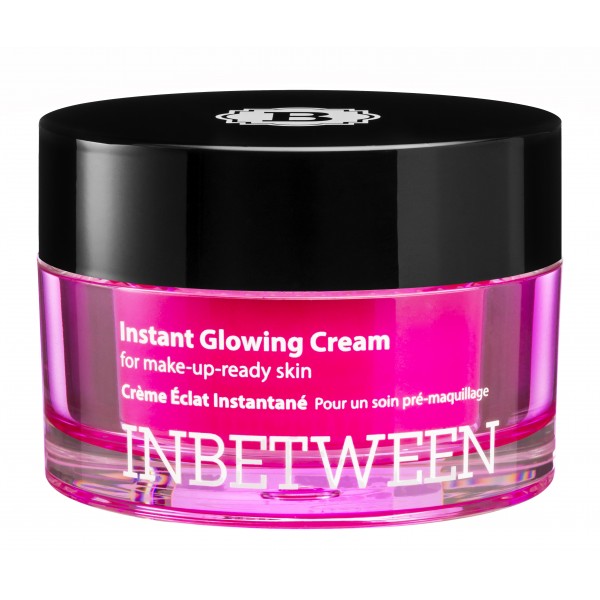 B
Instant Glowing Cream
for make-up-ready skin
Crème Éclat Instantané Pour un soin pré-maquillage
INBETWEEN